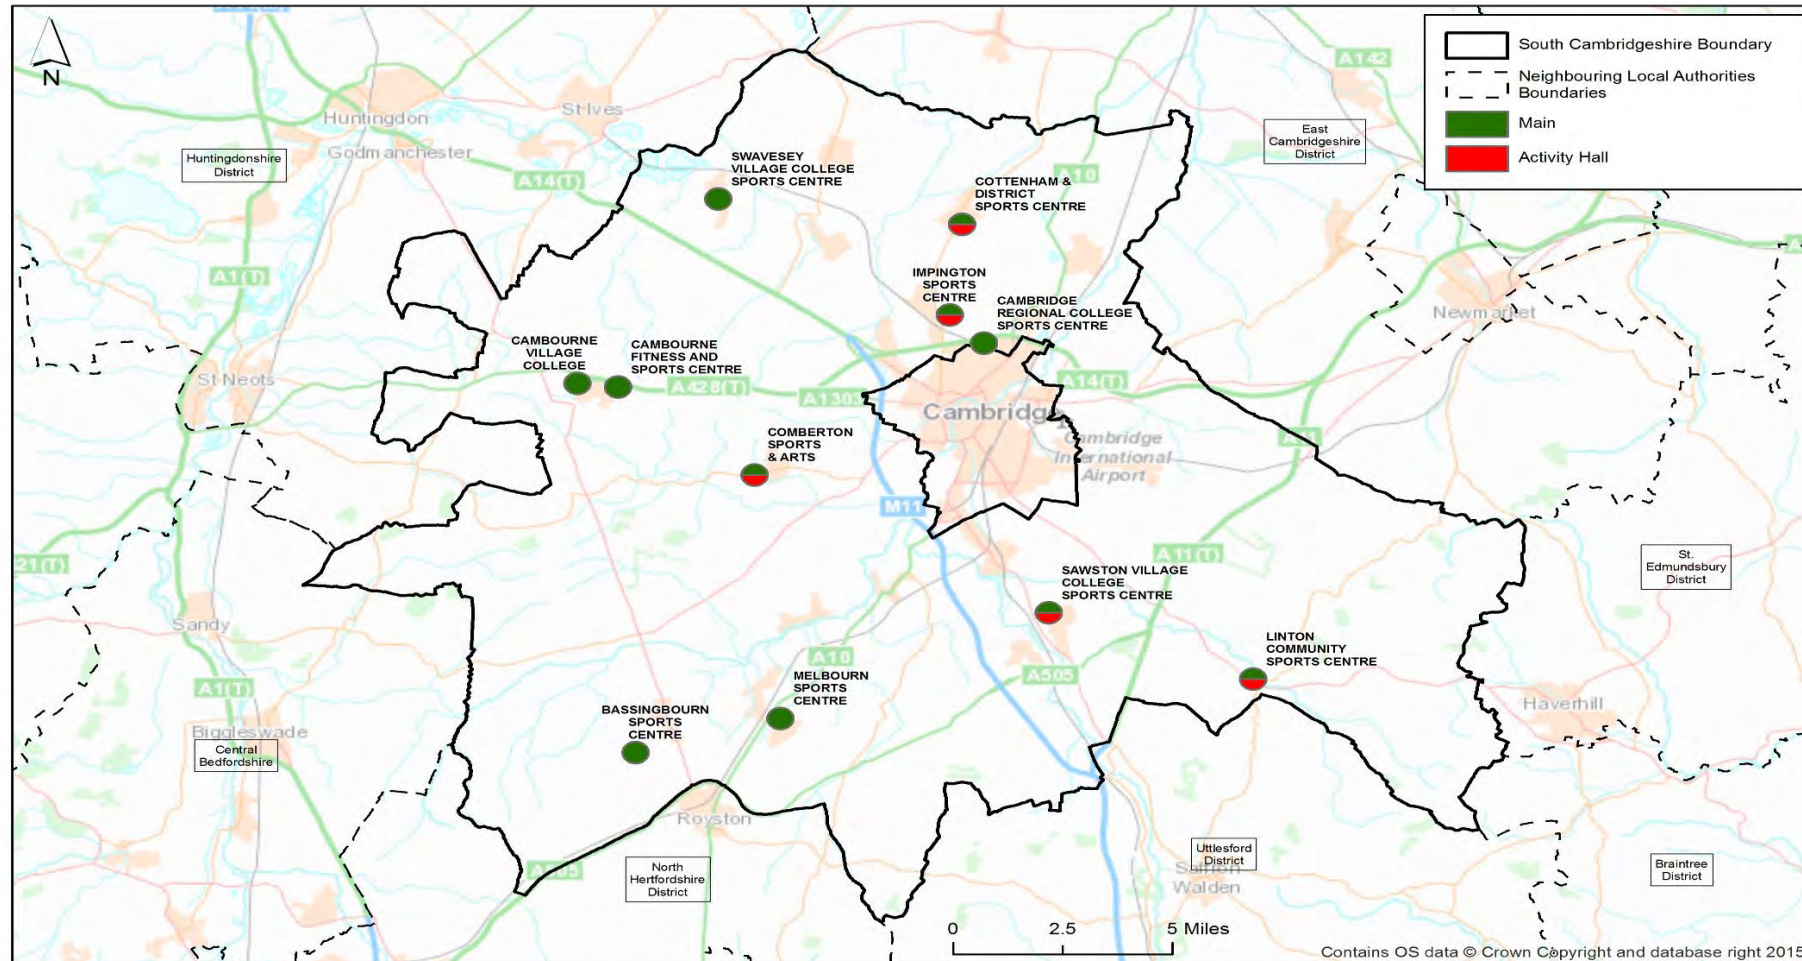 N
South Cambridgeshire Boundary
Neighbouring Local Authorities
Boundaries
Main
Activity Hall
A142
Huntingdon
St Ives
Godmanchester
Huntingdonshire
District
East
Cambridgeshire
District
A14(T)
A10
SWAVESEY
VILLAGE COLLEGE
SPORTS CENTRE
COTTENHAM &
DISTRICT
SPORTS CENTRE
A1(T)
IMPINGTON
SPORTS
CENTRE
CAMBRIDGE
REGIONAL COLLEGE
SPORTS CENTRE
Newmarket
CAMBOURNE
VILLAGE
COLLEGE
CAMBOURNE
FITNESS AND
SPORTS CENTRE
St Neots
A428(T)
A1303
A14(T)
Cambridge
Cambridge
International
Airport
A11
COMBERTON
SPORTS
& ARTS
M11
21(T)
A11(T)
St.
Edmundsbury
District
SAWSTON VILLAGE
COLLEGE
SPORTS CENTRE
Sandy
LINTON
COMMUNITY
SPORTS CENTRE
A10
A505
A1(T)
MELBOURN
SPORTS
CENTRE
BASSINGBOURN
SPORTS
CENTRE
Haverhill
Biggleswade
Central
Bedfordshire
Royston
A505
North
Hertfordshire
District
Uttlesford
District
Saffron
Walden
Braintree
District
0 2.5 5 Miles
Contains OS data © Crown Copyright and database right 2015